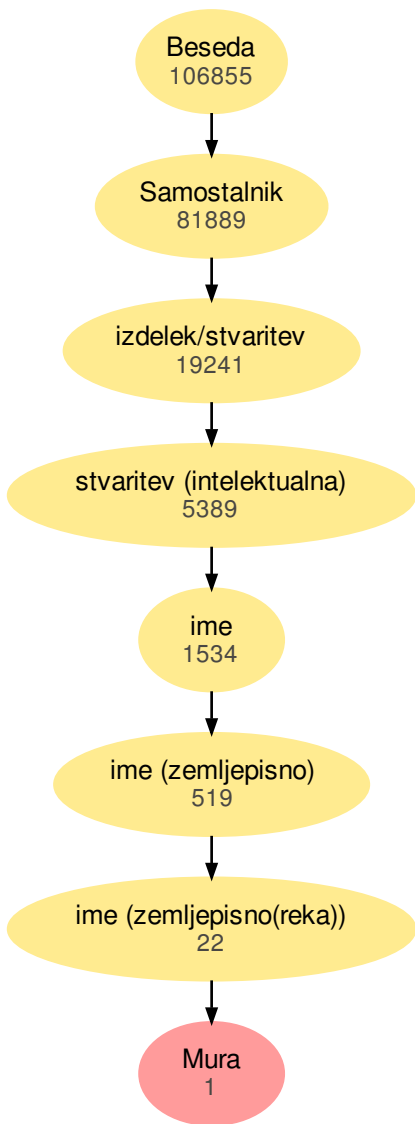 Beseda
106855
Samostalnik
81889
izdelek/stvaritev
19241
stvaritev (intelektualna)
5389
ime
1534
ime (zemljepisno)
519
ime (zemljepisno(reka))
22
Mura
1